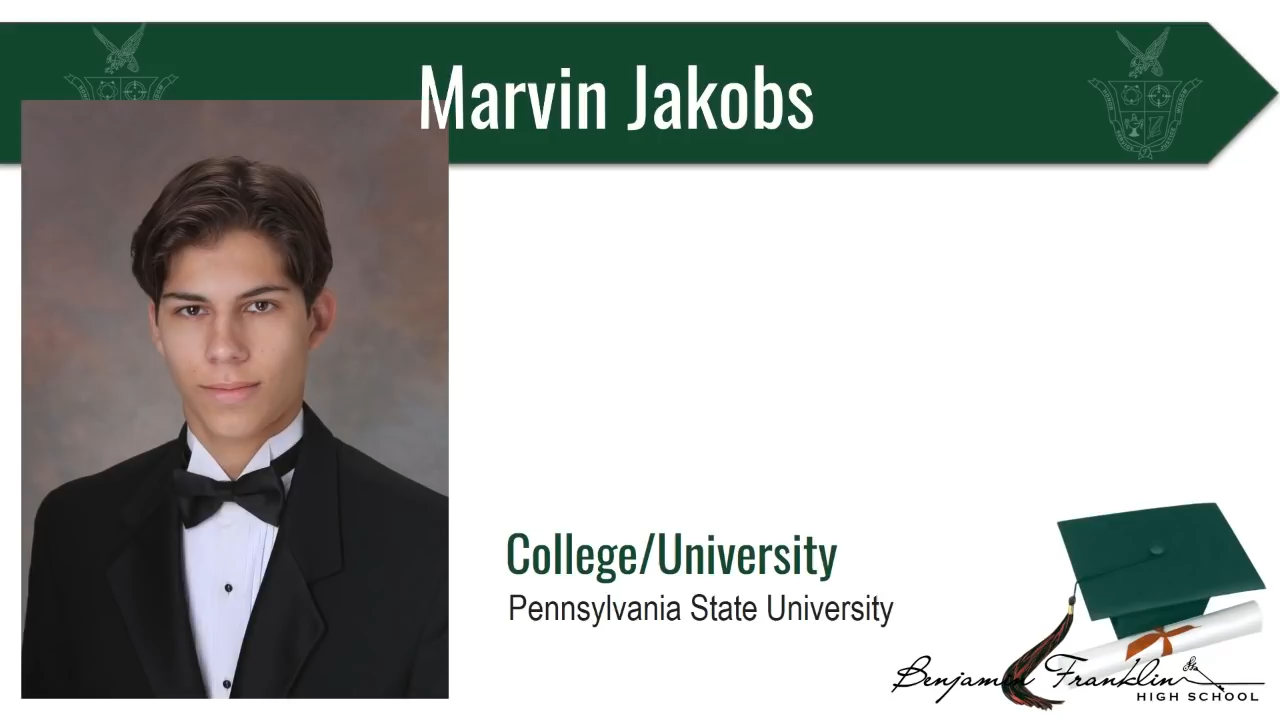 Marvin Jakobs
College/University
Pennsylvania State University
Benjamin Franklin
HIGH SCHOOL